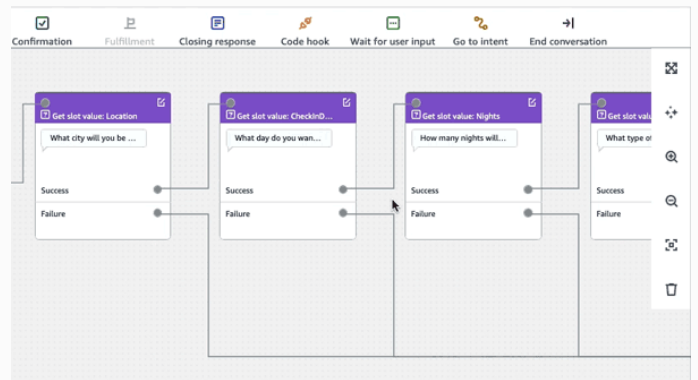 Confirmation
Fulfillment
Closing response
Code hook
Wait for user input
Go to intent
End conversation
Get slot value: Location
What city will you be ...
Success
Failure
Get slot value: CheckInD...
What day do you wan...
Success
Failure
Get slot value: Nights
How many nights will...
Success
Failure
Get slot valu
What type of
Success
Failure